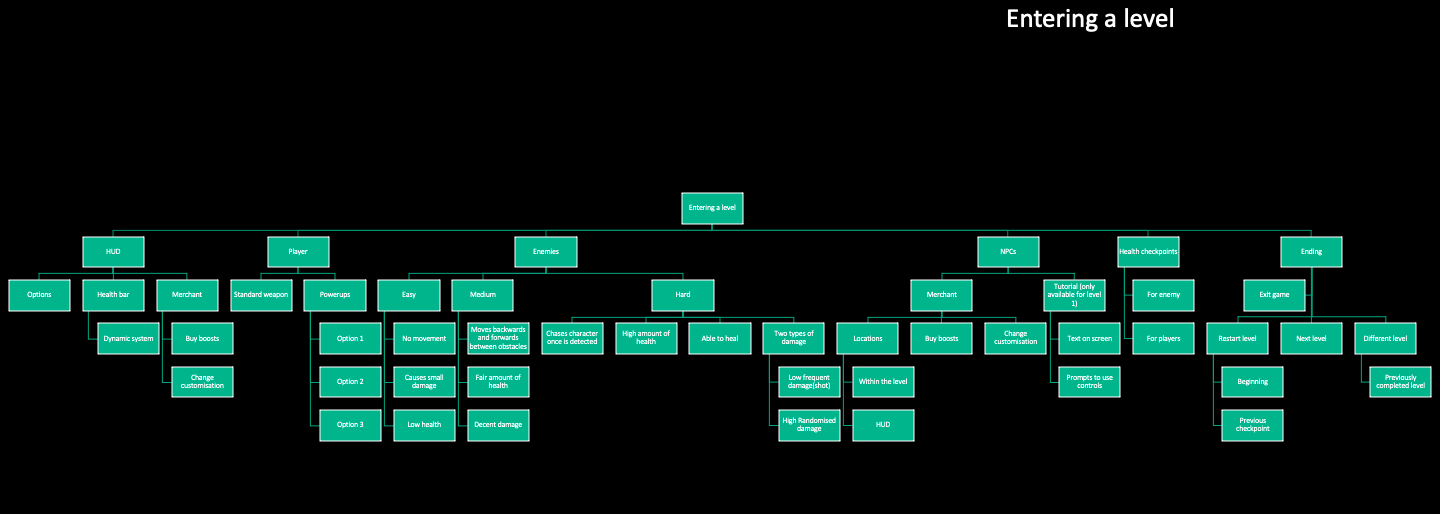 Entering a level
Entering a level
HUD
Player
Enemies
NPCs
Health checkpoints
Ending
Options
Health bar
Merchant
Standard weapon
Powerups
Easy
Medium
Hard
Merchant
Tutorial (only
available for level
1)
For enemy
Exit game
Dynamic system
Buy boosts
Option 1
No movement
Moves backwards
and forwards
between obstacles
Chases character
once is detected
High amount of
health
Able to heal
Two types of
damage
Locations
Buy boosts
Change
customisation
Text on screen
For players
Restart level
Next level
Different level
Change
customisation
Option 2
Causes small
damage
Fair amount of
health
Low frequent
damage(shot)
Within the level
Prompts to use
controls
Beginning
Previously
completed level
Option 3
Low health
Decent damage
High Randomised
damage
HUD
Previous
checkpoint